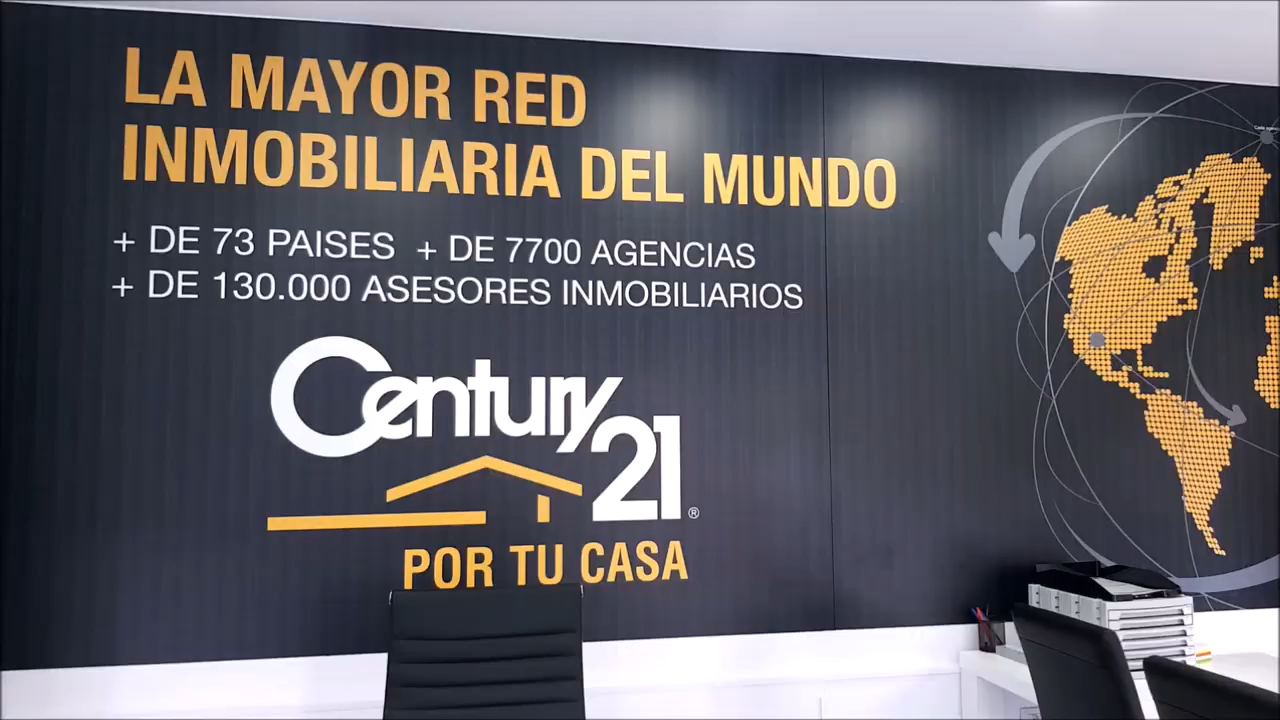 LA MAYOR RED
INMOBILIARIA DEL MUNDO
+ DE 73 PAISES + DE 7700 AGENCIAS
+ DE 130.000 ASESORES INMOBILIARIOS
Century
21®
POR TU CASA